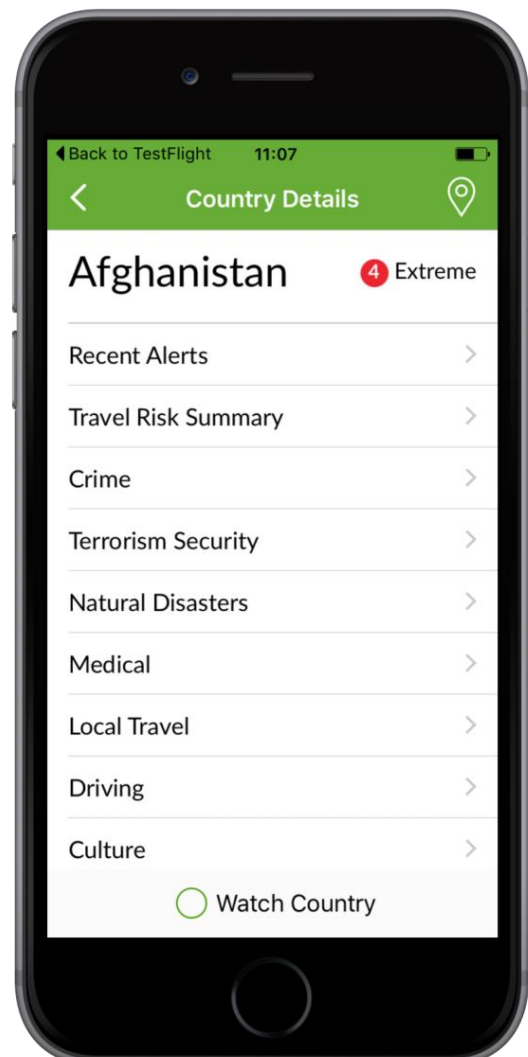 Back to TestFlight 11:07
Country Details
Afghanistan 4 Extreme
Recent Alerts
Travel Risk Summary
Crime
Terrorism Security
Natural Disasters
Medical
Local Travel
Driving
Culture
Watch Country